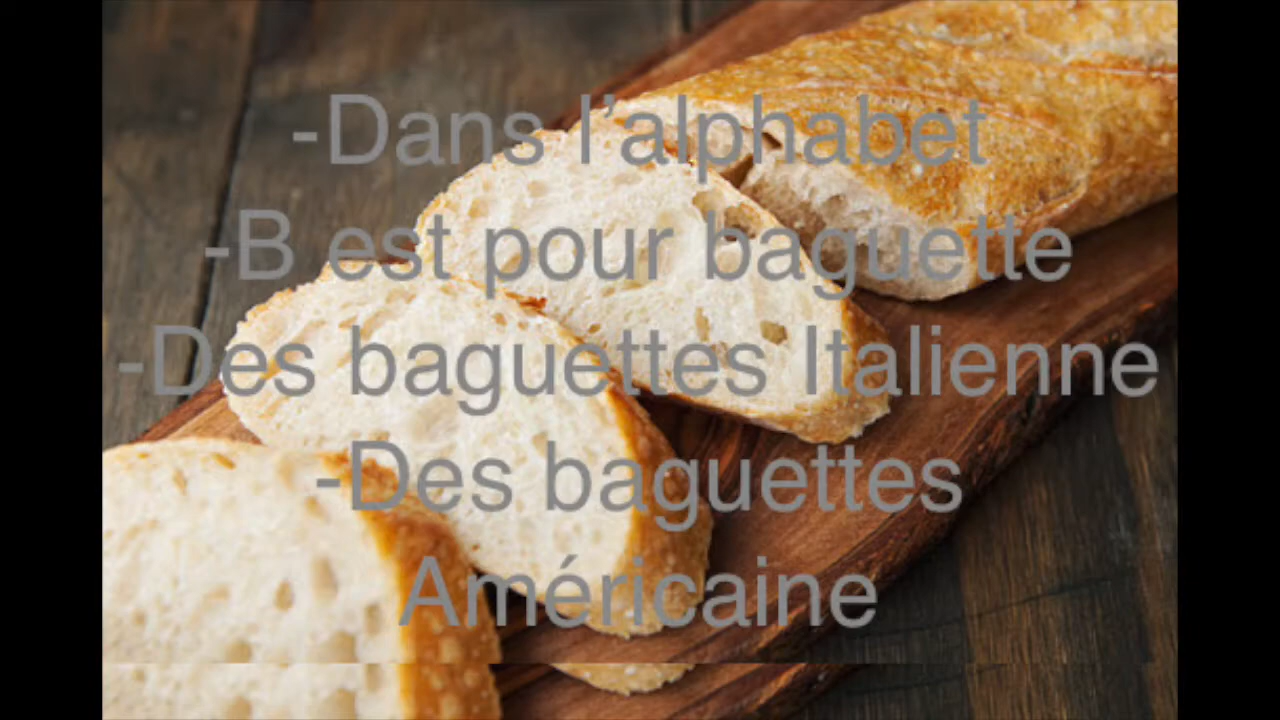 -Dans l’alphabet
-B est pour baguette
-Des baguettes Italienne
-Des baguettes
Américaine